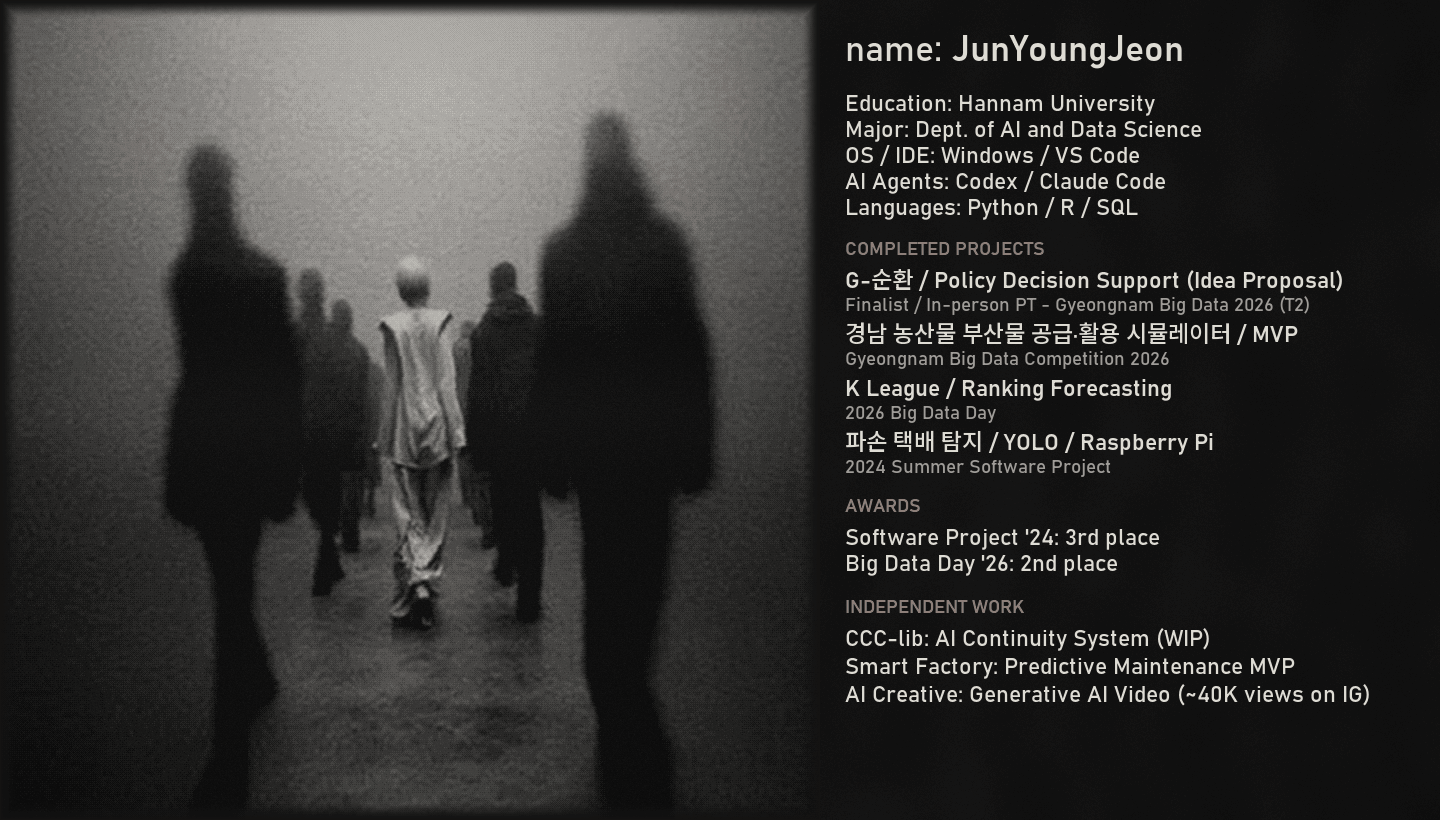 name: JunYoungJeon
Education: Hannam University
Major: Dept. of AI and Data Science
OS / IDE: Windows / VS Code
AI Agents: Codex / Claude Code
Languages: Python / R / SQL
COMPLETED PROJECTS
G-순환 / Policy Decision Support (Idea Proposal)
Finalist / In-person PT - Gyeongnam Big Data 2026 (T2)
경남 농산물 부산물 공급·활용 시뮬레이터 / MVP
Gyeongnam Big Data Competition 2026
K League / Ranking Forecasting
2026 Big Data Day
파손 택배 탐지 / YOLO / Raspberry Pi
2024 Summer Software Project
AWARDS
Software Project '24: 3rd place
Big Data Day '26: 2nd place
INDEPENDENT WORK
CCC-lib: AI Continuity System (WIP)
Smart Factory: Predictive Maintenance MVP
AI Creative: Generative AI Video (~40K views on IG)